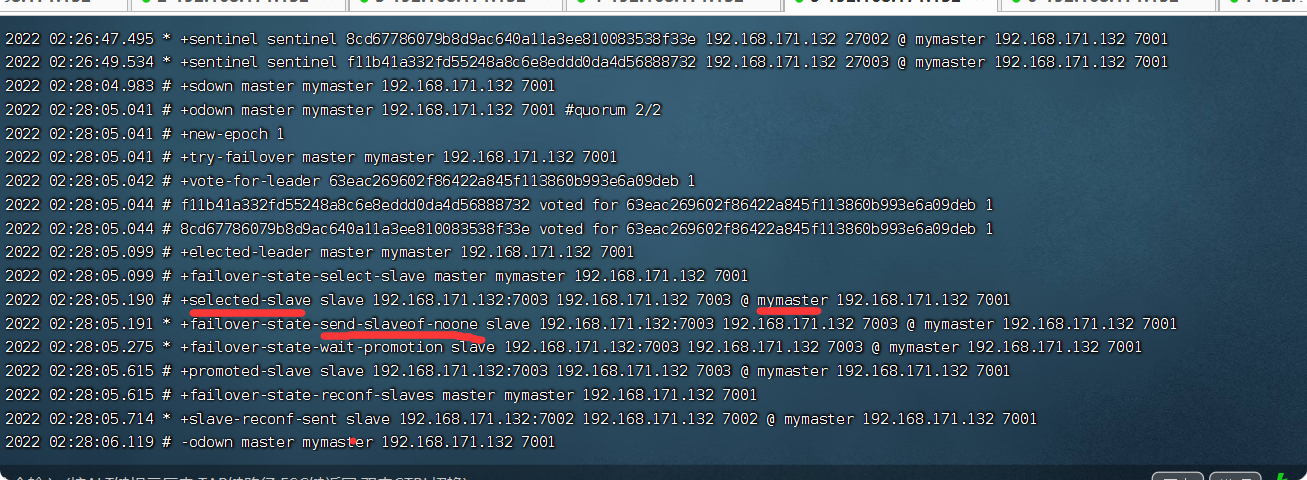 2022 02:26:47.495 * +sentinel sentinel 8cd67786079b8d9ac640a11a3ee810083538f33e 192.168.171.132 27002 @ mymaster 192.168.171.132 7001
2022 02:26:49.534 * +sentinel sentinel f11b41a332fd55248a8c6e8eddd0da4d56888732 192.168.171.132 27003 @ mymaster 192.168.171.132 7001
2022 02:28:04.983 # +sdown master mymaster 192.168.171.132 7001
2022 02:28:05.041 # +odown master mymaster 192.168.171.132 7001 #quorum 2/2
2022 02:28:05.041 # +new-epoch 1
2022 02:28:05.041 # +try-failover master mymaster 192.168.171.132 7001
2022 02:28:05.042 # +vote-for-leader 63eac269602f86422a845f113860b993e6a09deb 1
2022 02:28:05.044 # f11b41a332fd55248a8c6e8eddd0da4d56888732 voted for 63eac269602f86422a845f113860b993e6a09deb 1
2022 02:28:05.044 # 8cd67786079b8d9ac640a11a3ee810083538f33e voted for 63eac269602f86422a845f113860b993e6a09deb 1
2022 02:28:05.099 # +elected-leader master mymaster 192.168.171.132 7001
2022 02:28:05.099 # +failover-state-select-slave master mymaster 192.168.171.132 7001
2022 02:28:05.190 # +selected-slave slave 192.168.171.132:7003 192.168.171.132 7003 @ mymaster 192.168.171.132 7001
2022 02:28:05.191 * +failover-state-send-slaveof-noone slave 192.168.171.132:7003 192.168.171.132 7003 @ mymaster 192.168.171.132 7001
2022 02:28:05.275 * +failover-state-wait-promotion slave 192.168.171.132:7003 192.168.171.132 7003 @ mymaster 192.168.171.132 7001
2022 02:28:05.615 # +promoted-slave slave 192.168.171.132:7003 192.168.171.132 7003 @ mymaster 192.168.171.132 7001
2022 02:28:05.615 # +failover-state-reconf-slaves master mymaster 192.168.171.132 7001
2022 02:28:05.714 * +slave-reconf-sent slave 192.168.171.132:7002 192.168.171.132 7002 @ mymaster 192.168.171.132 7001
2022 02:28:06.119 # -odown master mymaster 192.168.171.132 7001